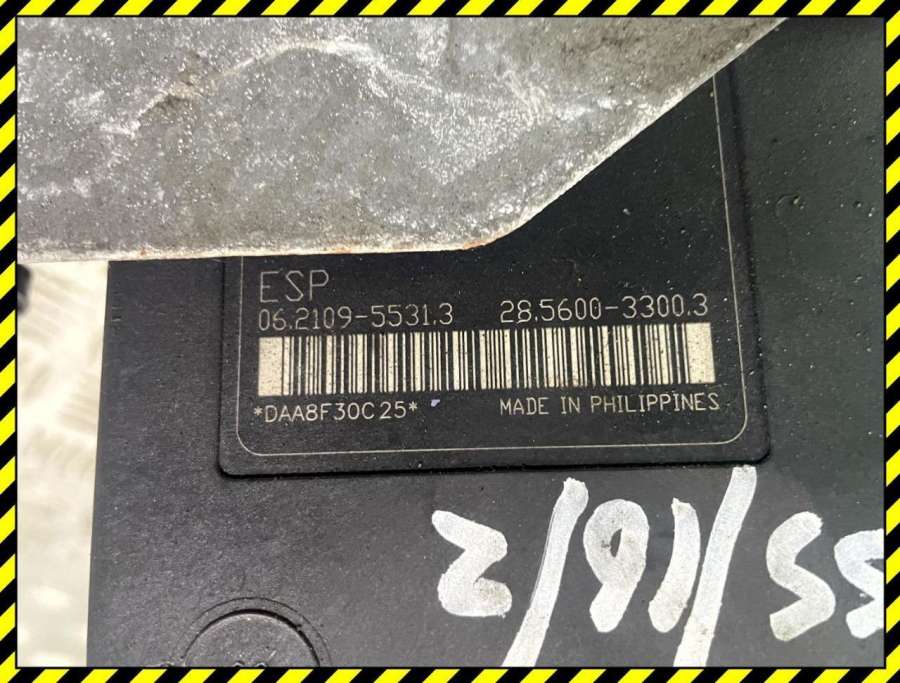 ESP
06.2109-5531.3 28.5600-3300.3
*DAA8F30C25*
MADE IN PHILIPPINES